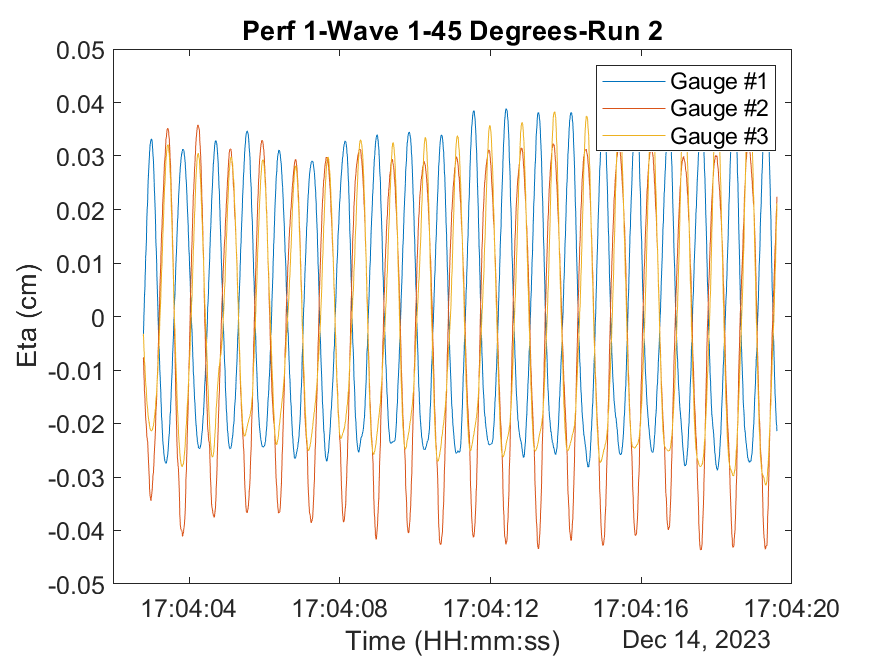 Perf 1-Wave 1-45 Degrees-Run 2
0.05
0.04
0.03
0.02
0.01
0
-0.01
-0.02
-0.03
-0.04
-0.05
Eta (cm)
Gauge #1
Gauge #2
Gauge #3
17:04:04 17:04:08 17:04:12 17:04:16 17:04:20
Time (HH:mm:ss)
Dec 14, 2023